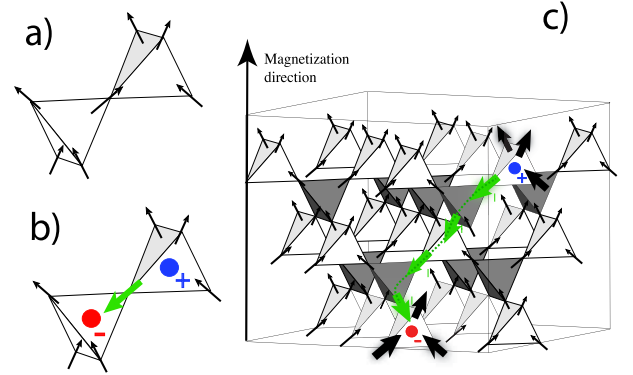 a)
c)
Magnetization
direction
+
b)
+
-
-